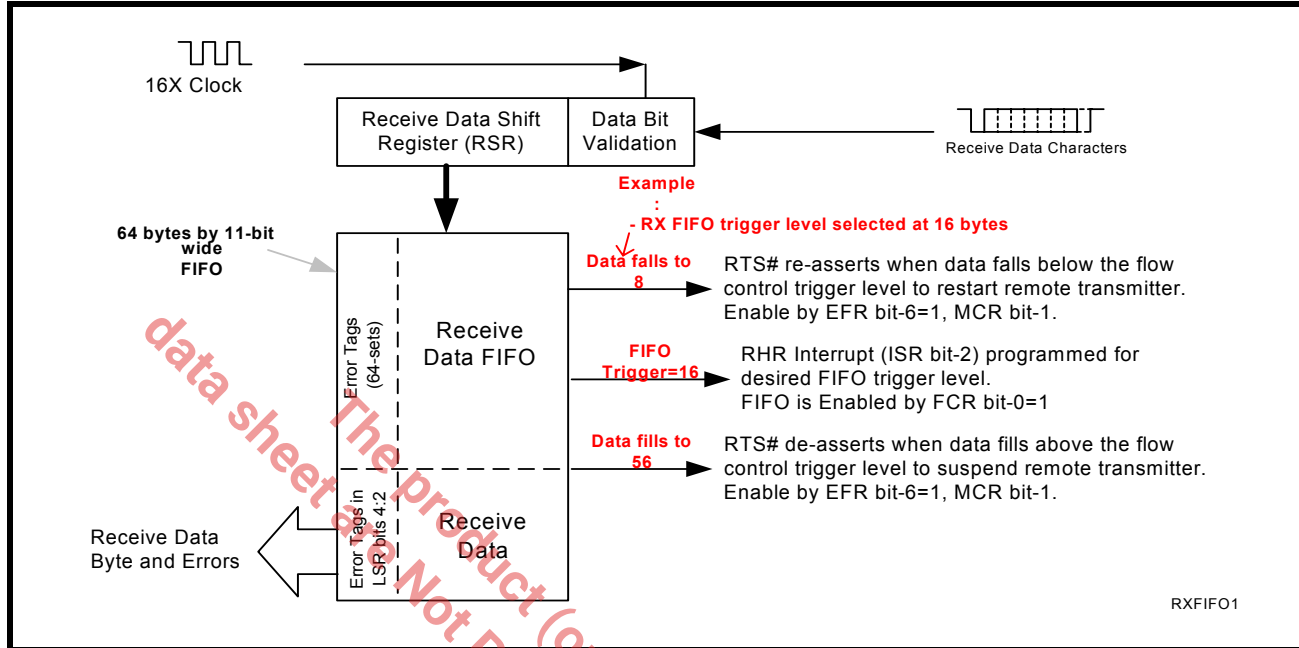 16X Clock
Receive Data Shift
Register (RSR)
Data Bit
Validation
Receive Data Characters
Example
:
- RX FIFO trigger level selected at 16 bytes
64 bytes by 11-bit
wide
FIFO
Data falls to
8
RTS# re-asserts when data falls below the flow
control trigger level to restart remote transmitter.
Enable by EFR bit-6=1, MCR bit-1.
Error Tags
(64-sets)
Receive
Data FIFO
FIFO
Trigger=16
RHR Interrupt (ISR bit-2) programmed for
desired FIFO trigger level.
FIFO is Enabled by FCR bit-0=1
Data fills to
56
RTS# de-asserts when data fills above the flow
control trigger level to suspend remote transmitter.
Enable by EFR bit-6=1, MCR bit-1.
Error Tags in
LSR bits 4:2
Receive
Data
Receive Data
Byte and Errors
RXFIFO1
The product (o
data sheet are Not